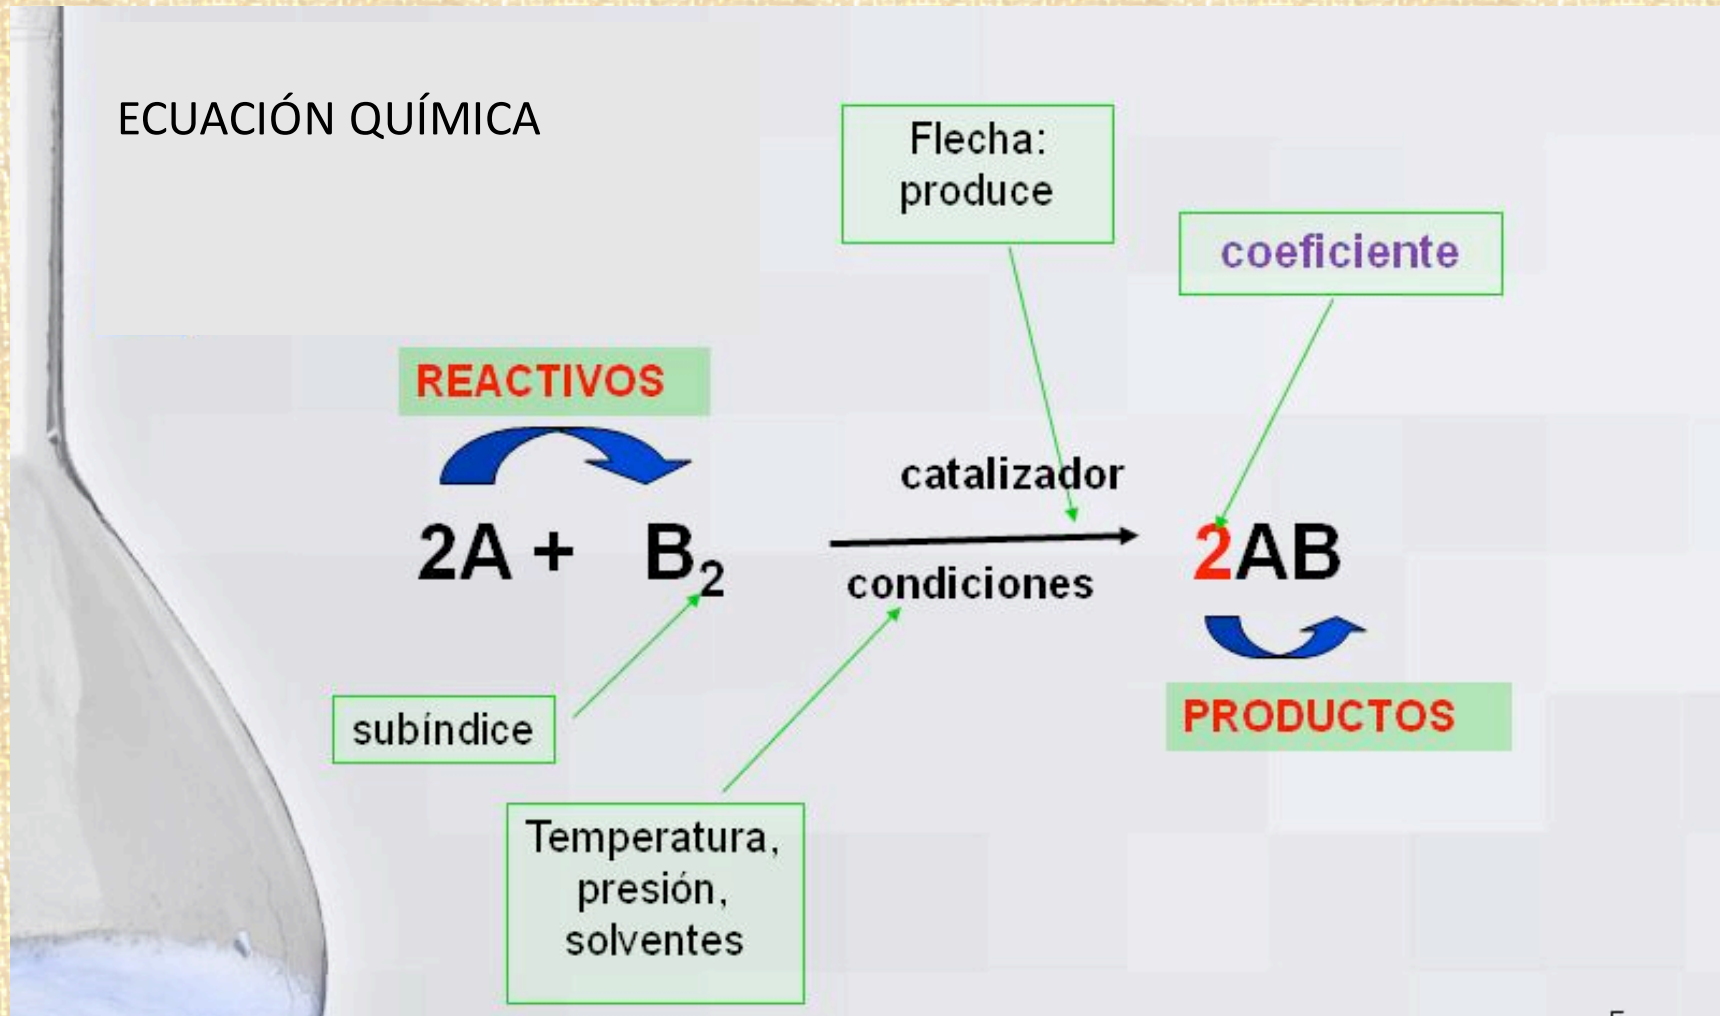 ECUACIÓN QUÍMICA
Flecha:
produce
coeficiente
REACTIVOS
catalizador
2A + B₂
2AB
condiciones
subíndice
PRODUCTOS
Temperatura,
presión,
solventes